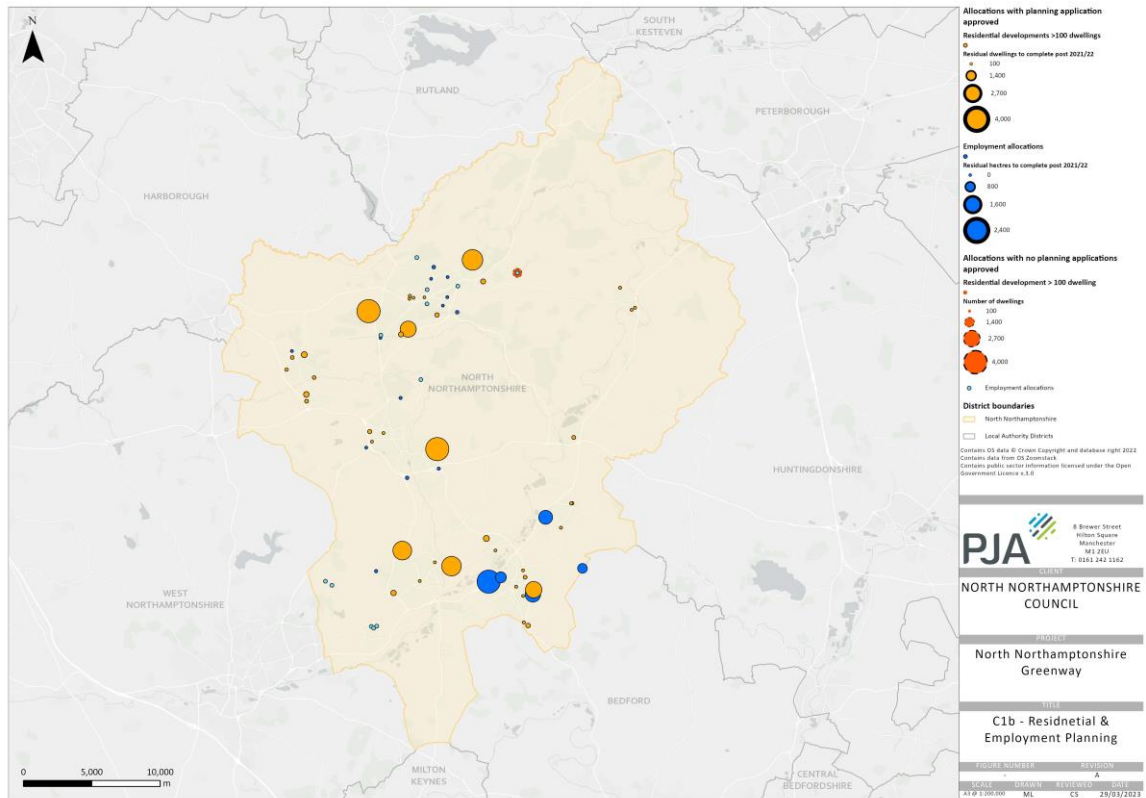 N
SOUTH
KESTEVEN
RUTLAND
PETERBOROUGH
HARBOROUGH
NORTH
NORTHAMPTONSHIRE
HUNTINGDONSHIRE
WEST
NORTHAMPTONSHIRE
BEDFORD
MILTON
KEYNES
CENTRAL
BEDFORDSHIRE
0 5,000 10,000
m
Allocations with planning application
approved
Residential developments >100 dwellings
Residual dwellings to complete post 2021/22
100
1,400
2,700
4,000
Employment allocations
Residual hectres to complete post 2021/22
0
800
1,600
2,400
Allocations with no planning applications
approved
Residential development > 100 dwelling
Number of dwellings
100
1,400
2,700
4,000
Employment allocations
District boundaries
North Northamptonshire
Local Authority Districts
Contains OS data © Crown Copyright and database right 2022
Contains data from OS Zoomstack
Contains public sector information licensed under the Open
Government Licence v.3.0
PJA
8 Brewer Street
Hilton Square
Manchester
M1 2EU
T: 0161 242 1162
CLIENT
NORTH NORTHAMPTONSHIRE
COUNCIL
PROJECT
North Northamptonshire
Greenway
TITLE
C1b - Residnetial &
Employment Planning
FIGURE NUMBER REVISION
- A
SCALE DRAWN REVIEWED DATE
A3 @ 1:200,000 ML CS 29/03/2023